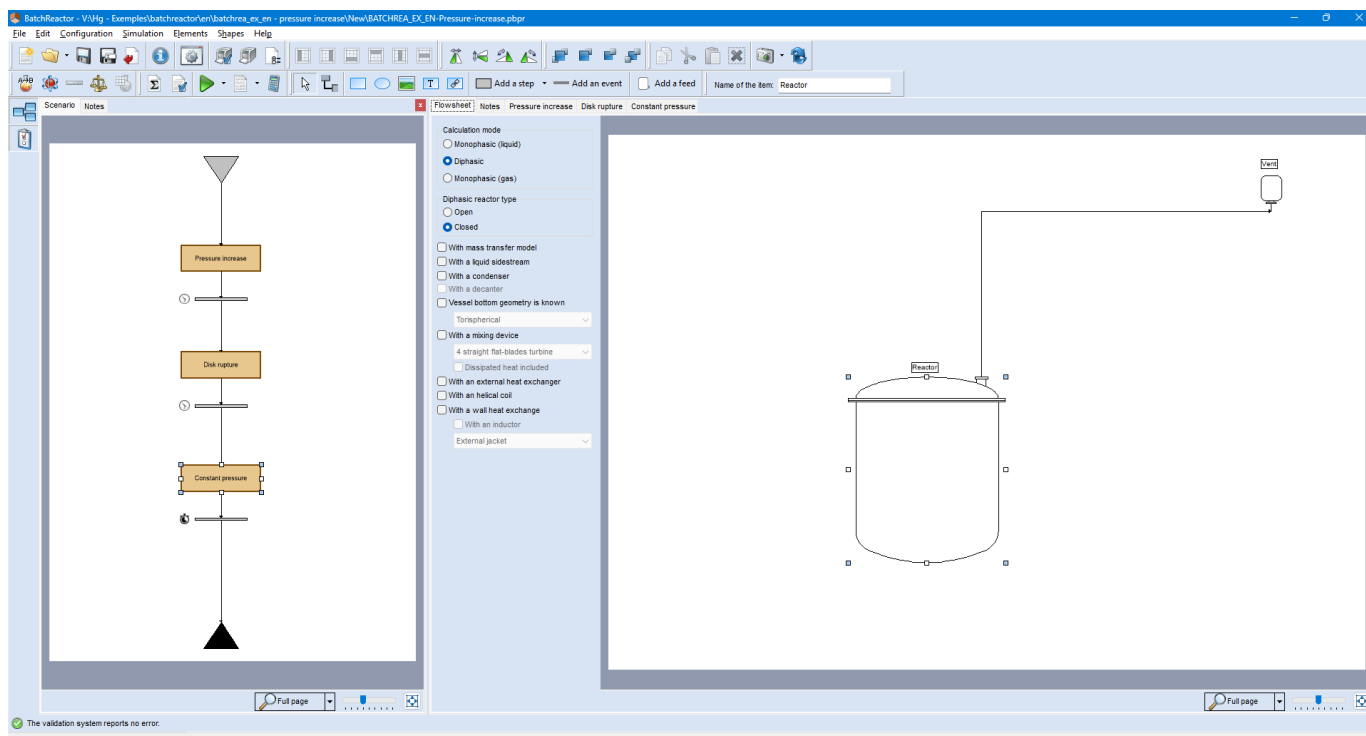 BatchReactor - V:\Hg - Exemples\batchreactor\en\batchrea_ex_en - pressure increase\New\BATCHREA_EX_EN-Pressure-increase.pbpr
File Edit Configuration Simulation Elements Shapes Help
Add a step Add an event Add a feed Name of the item: Reactor
Scenario Notes
Flowsheet Notes Pressure increase Disk rupture Constant pressure
Calculation mode
Monophasic (liquid)
Diphasic
Monophasic (gas)
Diphasic reactor type
Open
Closed
With mass transfer model
With a liquid sidestream
With a condenser
With a decanter
Vessel bottom geometry is known
Torispherical
With a mixing device
4 straight flat-blades turbine
Dissipated heat included
With an external heat exchanger
With an helical coil
With a wall heat exchange
With an inductor
External jacket
Pressure increase
Disk rupture
Constant pressure
Vent
Reactor
Full page
Full page
The validation system reports no error.